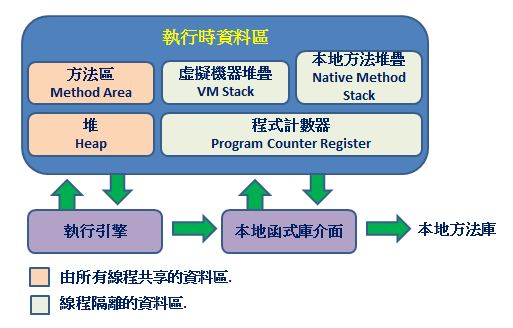 執行時資料區
方法區
Method Area
虛擬機器堆疊
VM Stack
本地方法堆疊
Native Method
Stack
堆
Heap
程式計數器
Program Counter Register
執行引擎
本地函式庫介面
本地方法庫
由所有線程共享的資料區.
線程隔離的資料區.